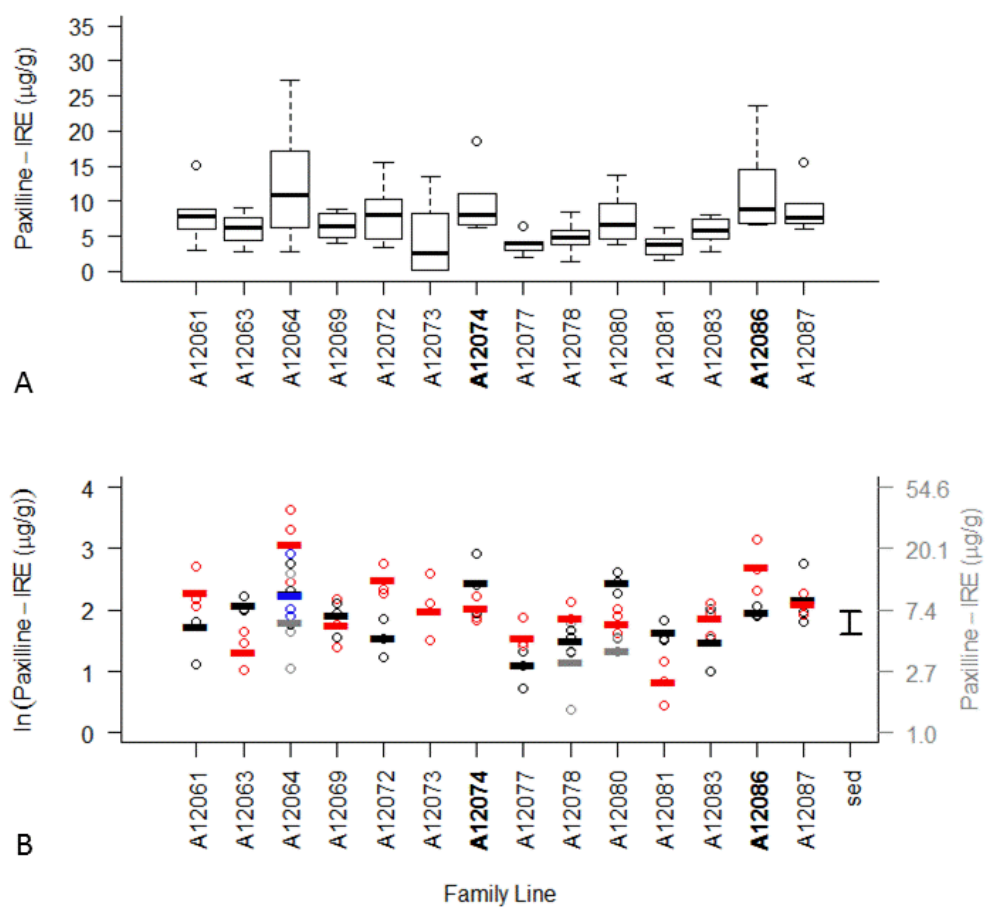 Paxilline – IRE (µg/g)
35
30
25
20
15
10
5
0
A12061
A12063
A12064
A12069
A12072
A12073
A12074
A12077
A12078
A12080
A12081
A12083
A12086
A12087
A
ln(Paxilline – IRE (µg/g))
4
3
2
1
0
54.6
20.1
7.4
2.7
1.0
Paxilline – IRE (µg/g)
A12061
A12063
A12064
A12069
A12072
A12073
A12074
A12077
A12078
A12080
A12081
A12083
A12086
A12087
sed
B
Family Line